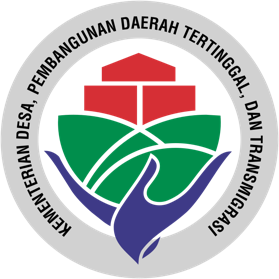 KEMENTERIAN DESA, PEMBANGUNAN DAERAH TERTINGGAL, DAN TRANSMIGRASI